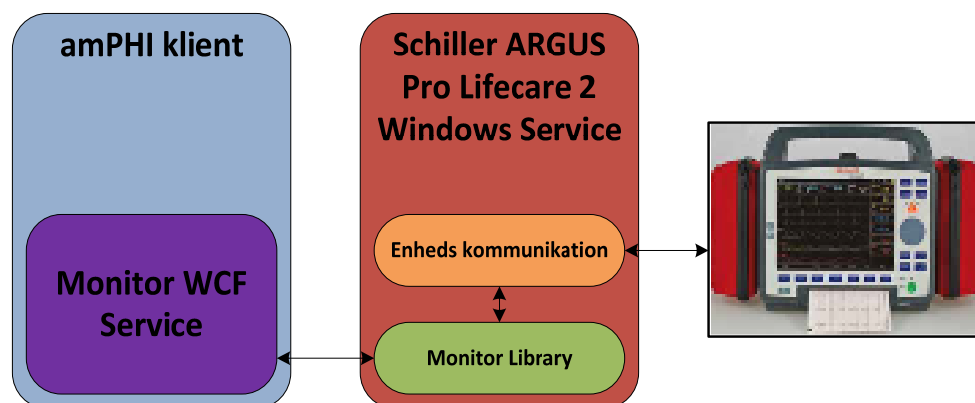 amPHI klient
Monitor WCF
Service
Schiller ARGUS
Pro Lifecare 2
Windows Service
Enheds kommunikation
Monitor Library